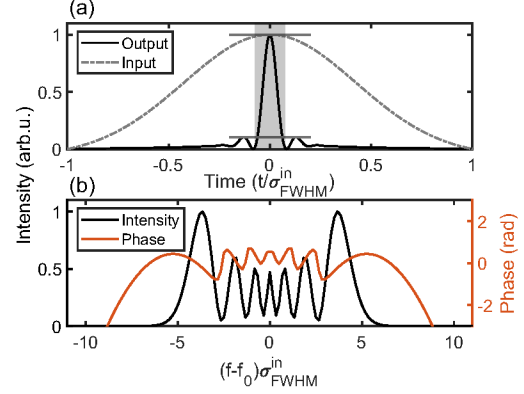 (a)
1
Output
Input
0.5
0
-1
-0.5
0
0.5
1
Time (t/σ^in_FWHM)
Intensity (arb.u.)
(b)
1
Intensity
Phase
0.5
0
2
0
-2
Phase (rad)
-10
-5
0
5
10
(f-f_0)σ^in_FWHM